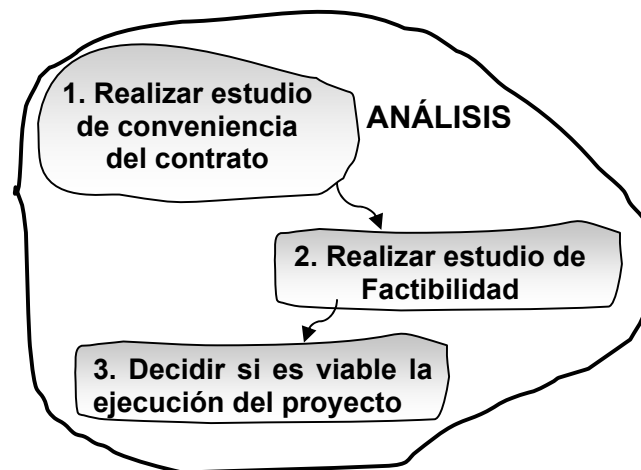 1. Realizar estudio
de conveniencia
del contrato
ANÁLISIS
2. Realizar estudio de
Factibilidad
3. Decidir si es viable la
ejecución del proyecto